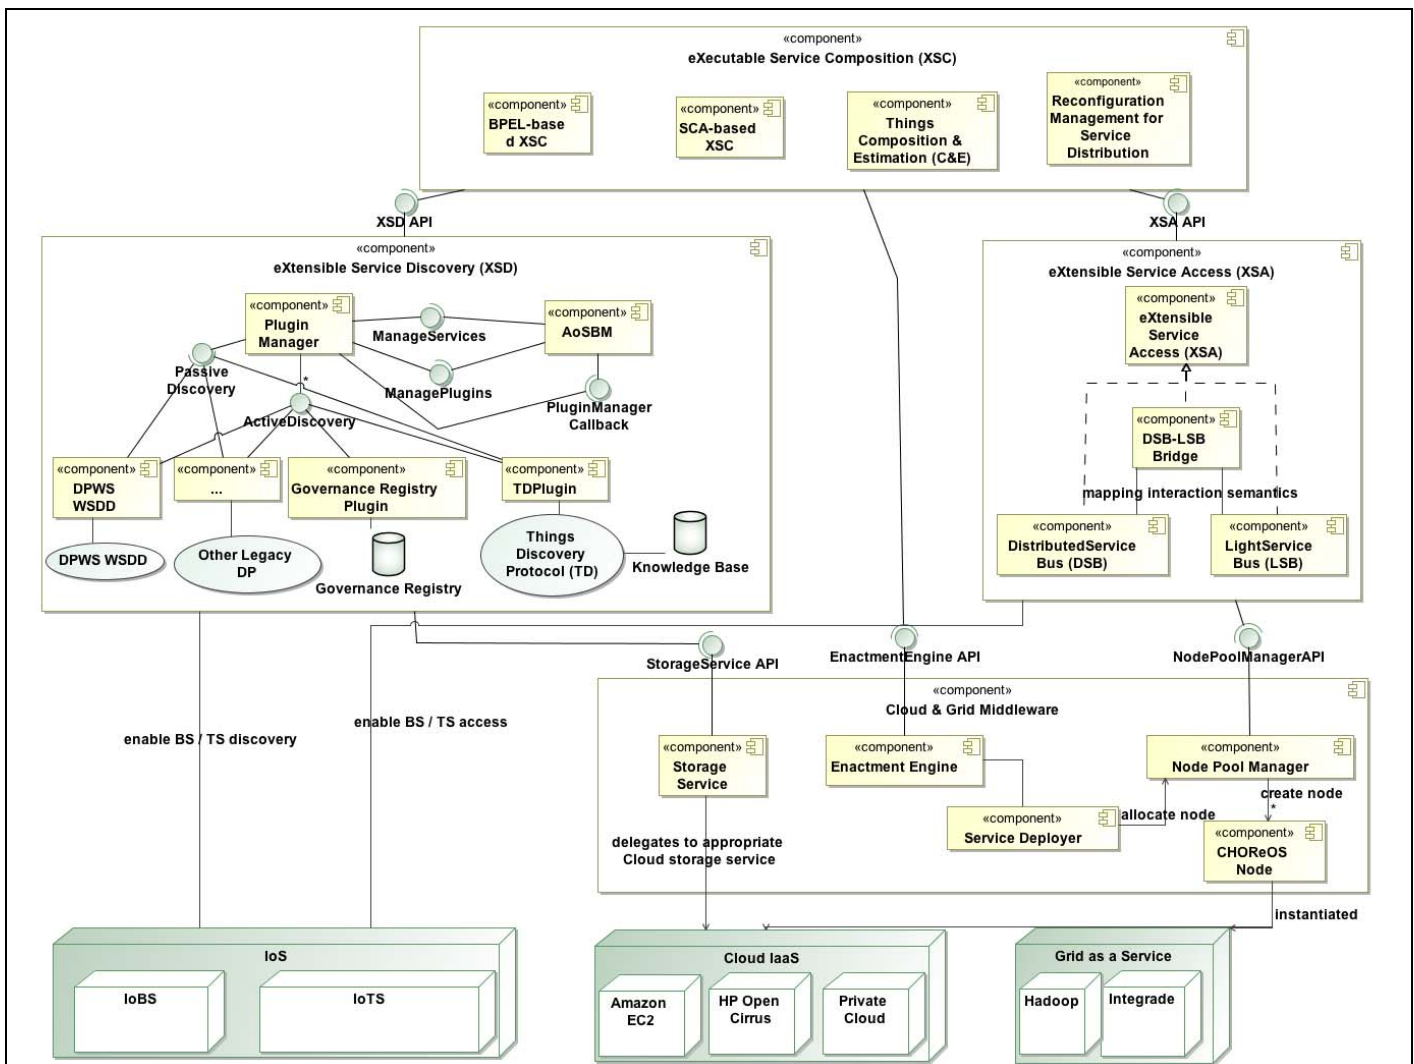 «component»
eXecutable Service Composition (XSC)
«component»
BPEL-base
d XSC
«component»
SCA-based
XSC
«component»
Things
Composition &
Estimation (C&E)
«component»
Reconfiguration
Management for
Service
Distribution
XSD API
XSA API
«component»
eXtensible Service Discovery (XSD)
«component»
Plugin
Manager
ManageServices
«component»
AoSBM
Passive
Discovery
*
ManagePlugins
PluginManager
Callback
ActiveDiscovery
«component»
DPWS
WSDD
«component»
...
«component»
Governance Registry
Plugin
«component»
TDPlugin
DPWS WSDD
Other Legacy
DP
Governance Registry
Things
Discovery
Protocol (TD)
Knowledge Base
«component»
eXtensible Service Access (XSA)
«component»
eXtensible
Service
Access (XSA)
«component»
DSB-LSB
Bridge
mapping interaction semantics
«component»
DistributedService
Bus (DSB)
«component»
LightService
Bus (LSB)
StorageService API
EnactmentEngine API
NodePoolManagerAPI
enable BS / TS discovery
enable BS / TS access
«component»
Cloud & Grid Middleware
«component»
Storage
Service
«component»
Enactment Engine
«component»
Node Pool Manager
create node
*
«component»
Service Deployer
allocate node
«component»
CHOReOS
Node
delegates to appropriate
Cloud storage service
instantiated
IoS
IoBS
IoTS
Cloud IaaS
Amazon
EC2
HP Open
Cirrus
Private
Cloud
Grid as a Service
Hadoop
Integrade